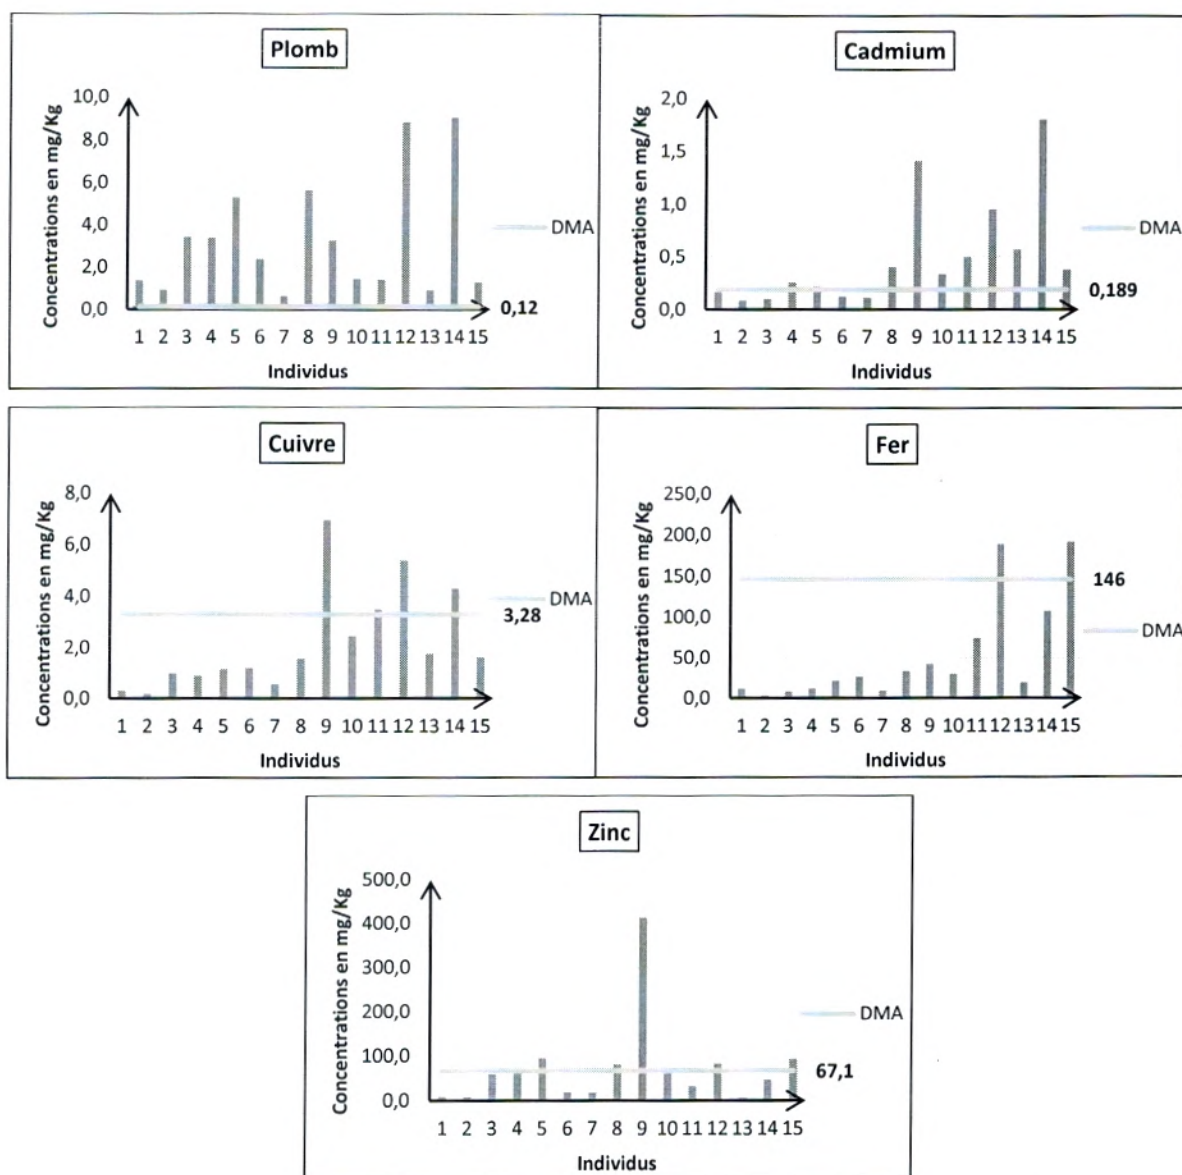 Plomb
Concentrations en mg/Kg
10,0
8,0
6,0
4,0
2,0
0,0
DMA
0,12
1 2 3 4 5 6 7 8 9 10 11 12 13 14 15
Individus
Cadmium
Concentrations en mg/Kg
2,0
1,5
1,0
0,5
0,0
DMA
0,189
1 2 3 4 5 6 7 8 9 10 11 12 13 14 15
Individus
Cuivre
Concentrations en mg/Kg
8,0
6,0
4,0
2,0
0,0
DMA
3,28
1 2 3 4 5 6 7 8 9 10 11 12 13 14 15
Individus
Fer
Concentrations en mg/Kg
250,0
200,0
150,0
100,0
50,0
0,0
146
DMA
1 2 3 4 5 6 7 8 9 10 11 12 13 14 15
Individus
Zinc
Concentrations en mg/Kg
500,0
400,0
300,0
200,0
100,0
0,0
DMA
67,1
1 2 3 4 5 6 7 8 9 10 11 12 13 14 15
Individus